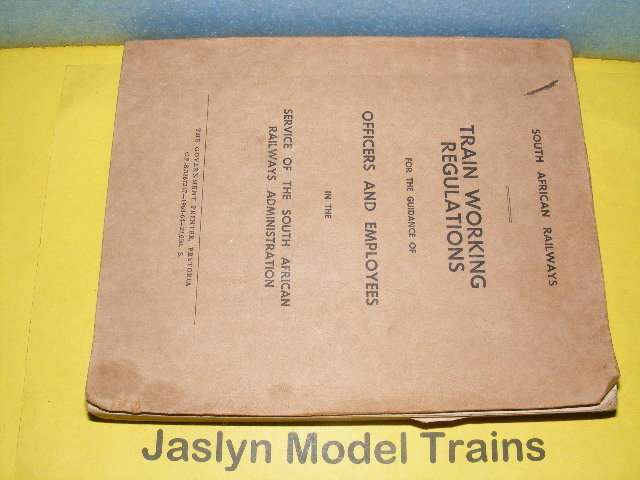 SOUTH AFRICAN RAILWAYS
TRAIN WORKING
REGULATIONS
FOR THE GUIDANCE OF
OFFICERS AND EMPLOYEES
IN THE
SERVICE OF THE SOUTH AFRICAN
RAILWAYS ADMINISTRATION
THE GOVERNMENT PRINTER, PRETORIA
Jaslyn Model Trains